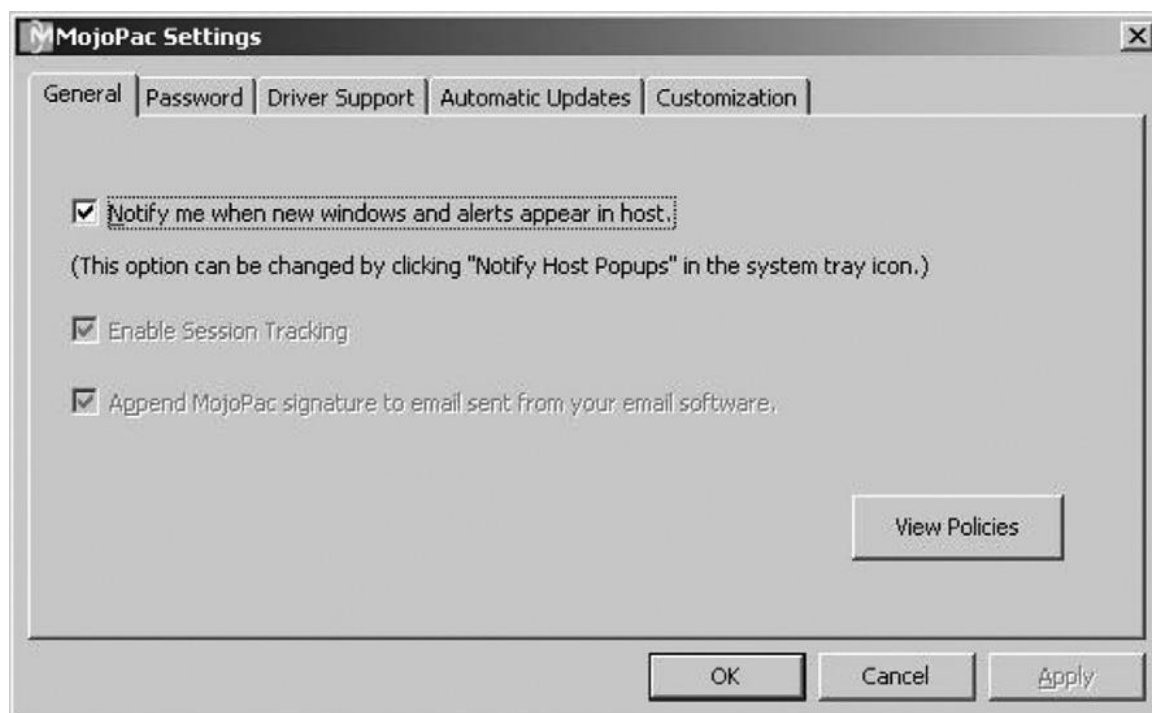 MojoPac Settings
General Password Driver Support Automatic Updates Customization
Notify me when new windows and alerts appear in host.
(This option can be changed by clicking "Notify Host Popups" in the system tray icon.)
Enable Session Tracking
Append MojoPac signature to email sent from your email software.
View Policies
OK Cancel Apply